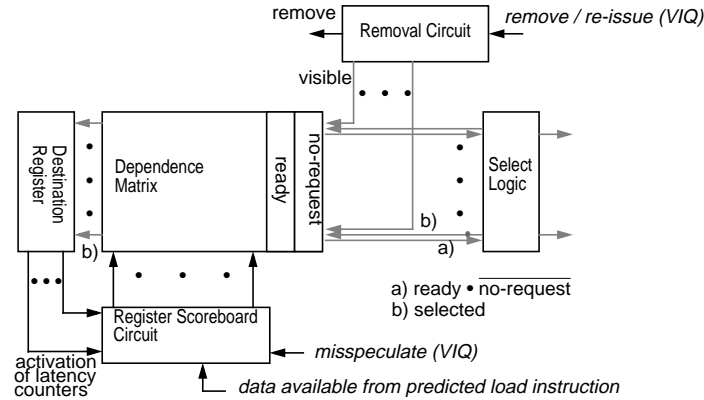 remove
Removal Circuit
remove / re-issue (VIQ)
visible
Destination
Register
Dependence
Matrix
ready
no-request
Select
Logic
b)
b)
a)
a) ready • no-request
b) selected
Register Scoreboard
Circuit
misspeculate (VIQ)
activation
of latency
counters
data available from predicted load instruction